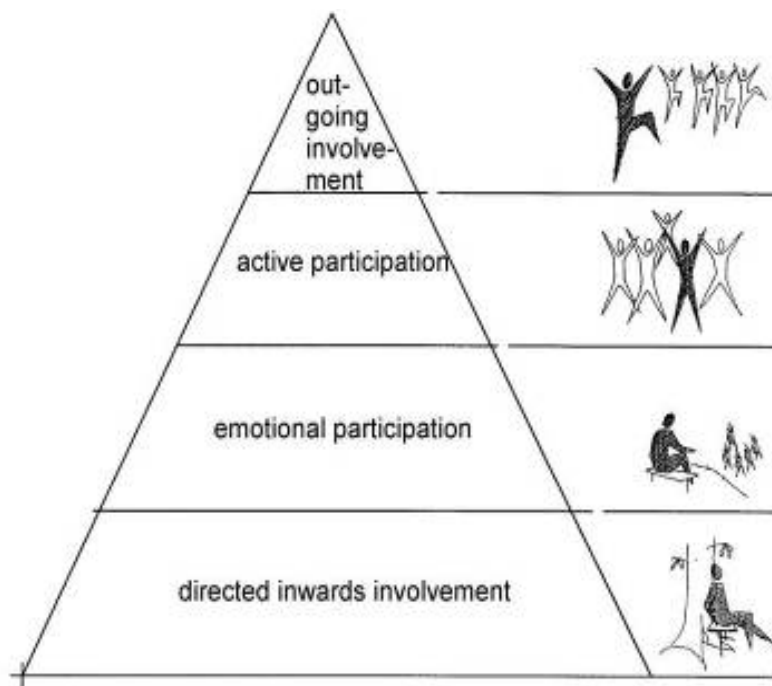 out-
going
involve-
ment
active participation
emotional participation
directed inwards involvement